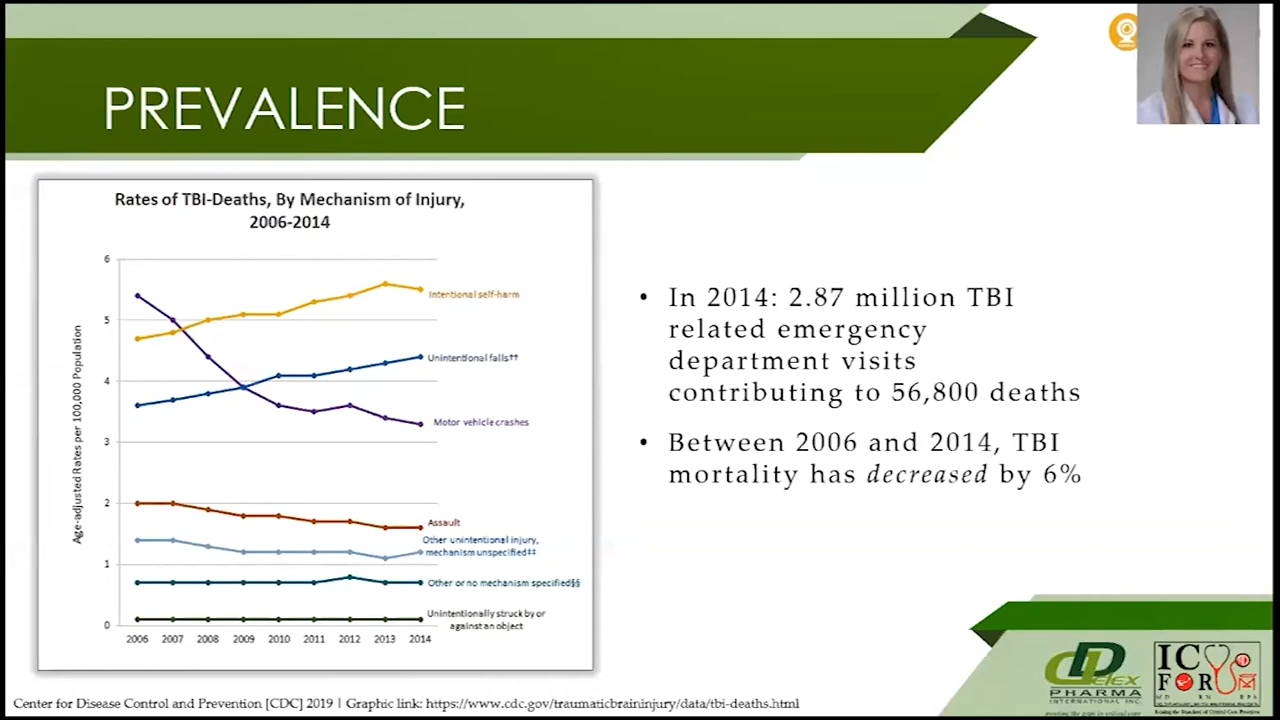 PREVALENCE
Rates of TBI-Deaths, By Mechanism of Injury,
2006-2014
Age-adjusted Rates per 100,000 Population
6
5
4
3
2
1
0
Intentional self-harm
Unintentional falls††
Motor vehicle crashes
Assault
Other unintentional injury,
mechanism unspecified‡‡
Other or no mechanism specified§§
Unintentionally struck by or
against an object
2006 2007 2008 2009 2010 2011 2012 2013 2014
• In 2014: 2.87 million TBI
related emergency
department visits
contributing to 56,800 deaths
• Between 2006 and 2014, TBI
mortality has decreased by 6%
Center for Disease Control and Prevention [CDC] 2019 | Graphic link: https://www.cdc.gov/traumaticbraininjury/data/tbi-deaths.html
Delex
PHARMA
INTERNATIONAL INC.
IC
FOR M